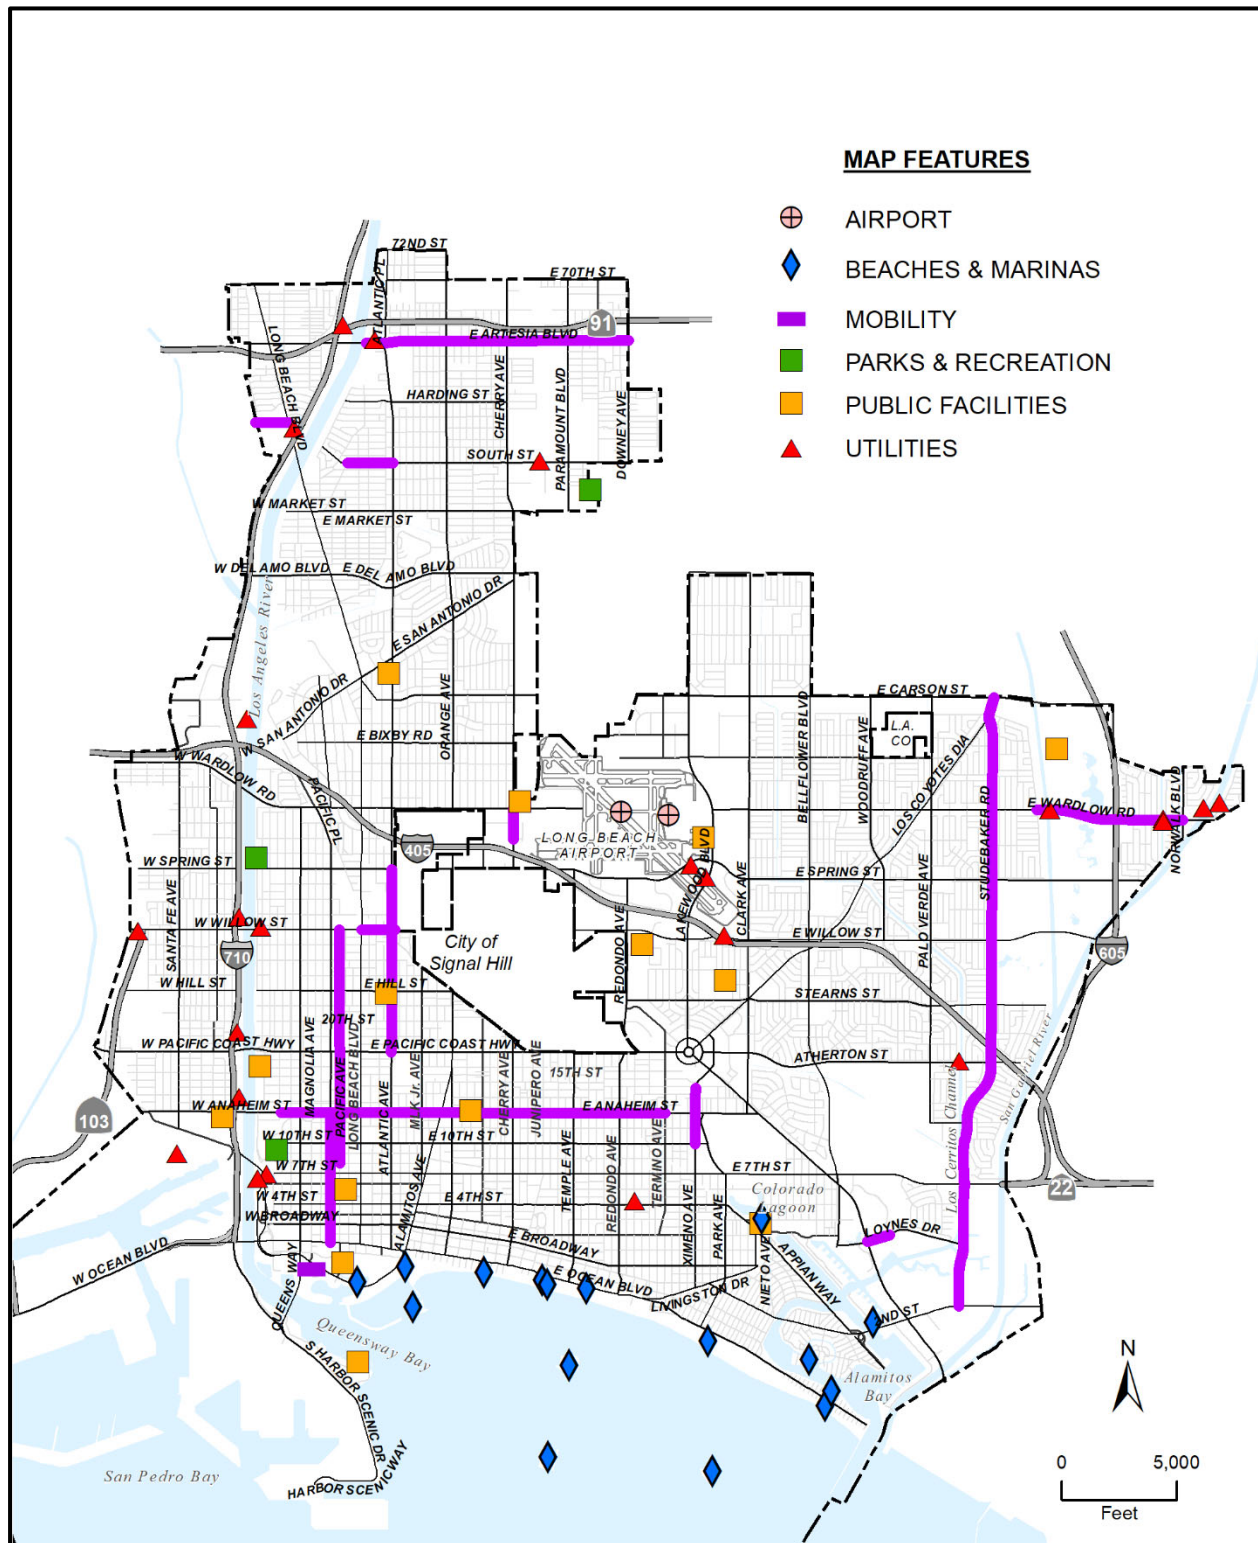 MAP FEATURES
AIRPORT
BEACHES & MARINAS
MOBILITY
PARKS & RECREATION
PUBLIC FACILITIES
UTILITIES
72ND ST
E 70TH ST
ATLANTIC PL
91
E ARTESIA BLVD
LONG BEACH BLVD
HARDING ST
CHERRY AVE
PARAMOUNT BLVD
DOWNEY AVE
SOUTH ST
W MARKET ST
E MARKET ST
W DEL AMO BLVD
E DEL AMO BLVD
Los Angeles River
E SAN ANTONIO DR
W SAN ANTONIO DR
ORANGE AVE
E BIXBY RD
W WARDLOW RD
PACIFIC PL
E CARSON ST
L.A.
CO
BELLFLOWER BLVD
WOODRUFF AVE
LOS COYOTES DIA
STUDEBAKER RD
E WARDLOW RD
NORWALK BLVD
LONG BEACH
AIRPORT
405
W SPRING ST
E SPRING ST
SANTA FE AVE
W WILLOW ST
LAKEWOOD BLVD
CLARK AVE
REDONDO AVE
PALO VERDE AVE
E WILLOW ST
City of
Signal Hill
710
605
W HILL ST
E HILL ST
STEARNS ST
20TH ST
W PACIFIC COAST HWY
E PACIFIC COAST HWY
ATHERTON ST
MAGNOLIA AVE
PACIFIC AVE
LONG BEACH BLVD
ATLANTIC AVE
MLK Jr. AVE
CHERRY AVE
JUNIPERO AVE
15TH ST
San Gabriel River
Los Cerritos Channel
103
W ANAHEIM ST
E ANAHEIM ST
W 10TH ST
E 10TH ST
TEMPLE AVE
REDONDO AVE
TERMINO AVE
W 7TH ST
E 7TH ST
22
W 4TH ST
E 4TH ST
Colorado
Lagoon
W BROADWAY
ALAMITOS AVE
E BROADWAY
XIMENO AVE
PARK AVE
NIETO AVE
APPIAN WAY
LOYNES DR
W OCEAN BLVD
QUEENS WAY
E OCEAN BLVD
LIVINGSTON DR
2ND ST
Queensway Bay
S HARBOR SCENIC DR
Alamitos
Bay
N
San Pedro Bay
HARBOR SCENIC WAY
0 5,000
Feet